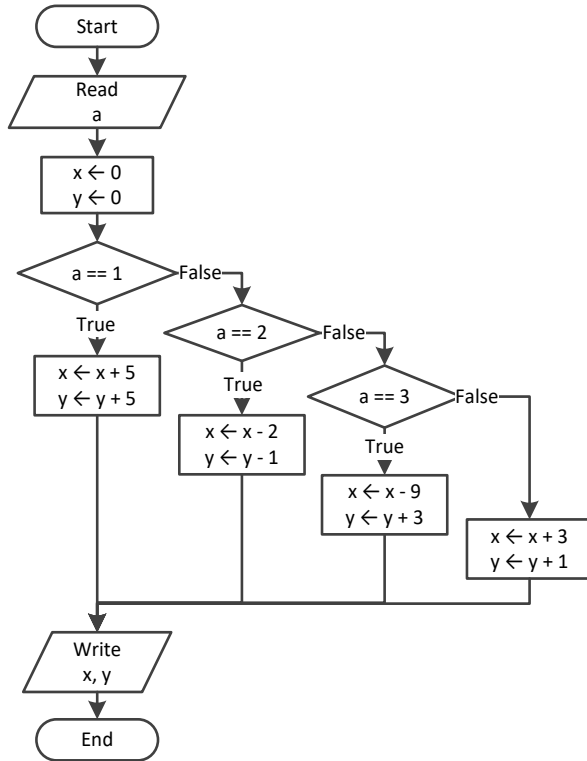 Start
Read
a
x ← 0
y ← 0
a == 1
False
True
a == 2
False
True
x ← x + 5
y ← y + 5
a == 3
False
True
x ← x - 2
y ← y - 1
x ← x - 9
y ← y + 3
x ← x + 3
y ← y + 1
Write
x, y
End